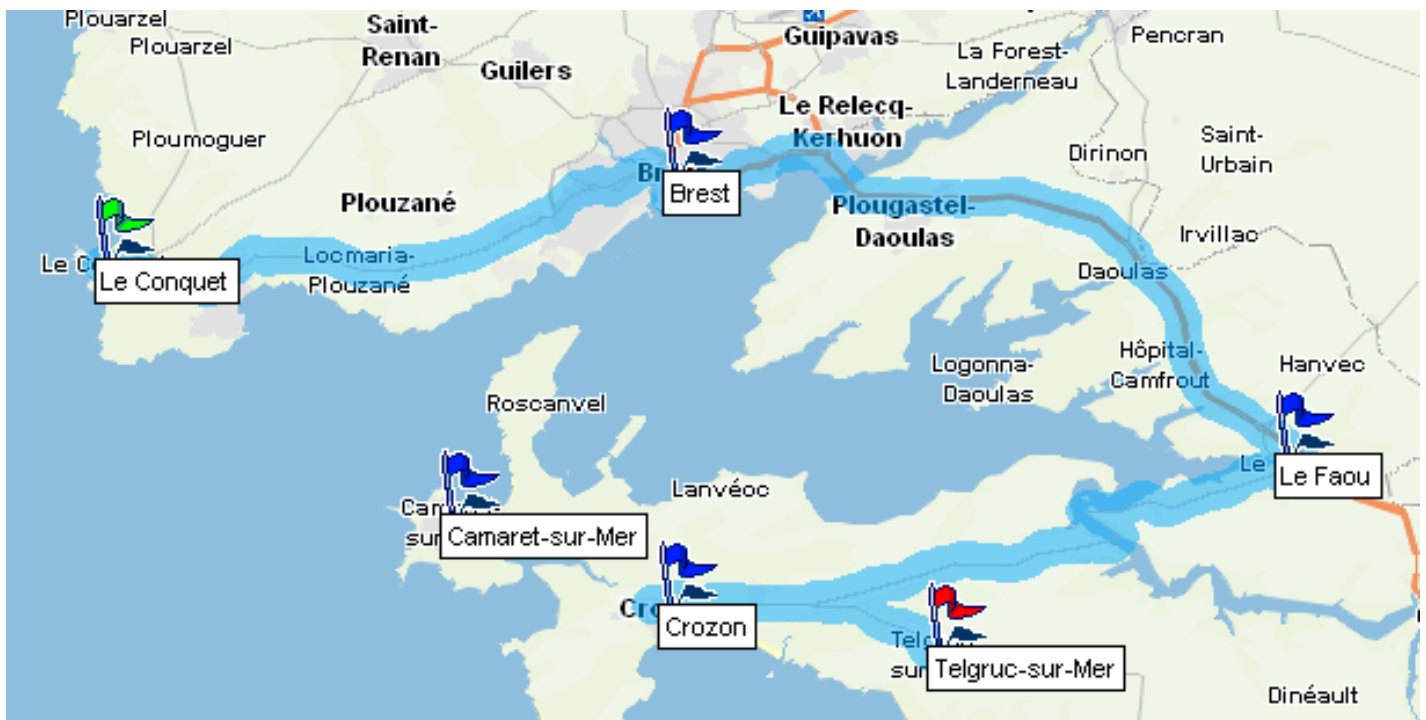 Plouarzel
Plouarzel
Saint-
Renan
Guilers
Guipavas
Pencran
La Forest-
Landerneau
Ploumoguer
Le Relecq-
Kerhuon
Saint-
Urbain
Dirinon
Brest
Plouzané
Plougastel-
Daoulas
Irvillac
Le Conquet
Locmaria-
Plouzané
Daoulas
Hôpital-
Camfrout
Hanvec
Logonna-
Daoulas
Roscanvel
Le
Le Faou
Lanvéoc
Camaret-sur-Mer
Crozon
Telgruc-sur-Mer
Dinéault